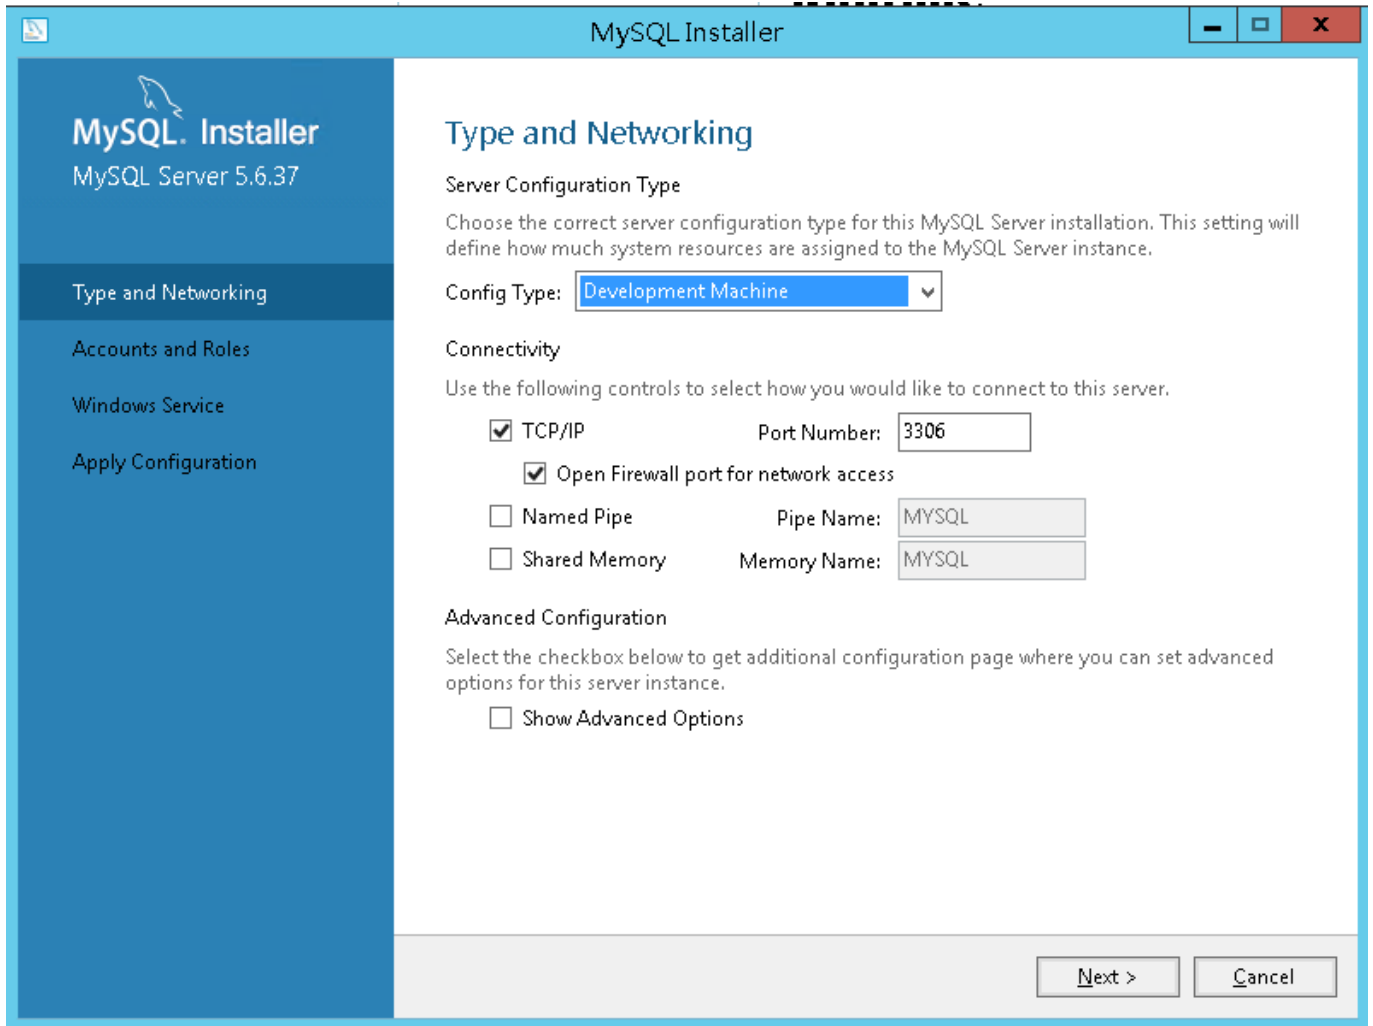 MySQL Installer
MySQL. Installer
MySQL Server 5.6.37
Type and Networking
Accounts and Roles
Windows Service
Apply Configuration
Type and Networking
Server Configuration Type
Choose the correct server configuration type for this MySQL Server installation. This setting will
define how much system resources are assigned to the MySQL Server instance.
Config Type: Development Machine
Connectivity
Use the following controls to select how you would like to connect to this server.
TCP/IP Port Number: 3306
Open Firewall port for network access
Named Pipe Pipe Name: MYSQL
Shared Memory Memory Name: MYSQL
Advanced Configuration
Select the checkbox below to get additional configuration page where you can set advanced
options for this server instance.
Show Advanced Options
Next > Cancel